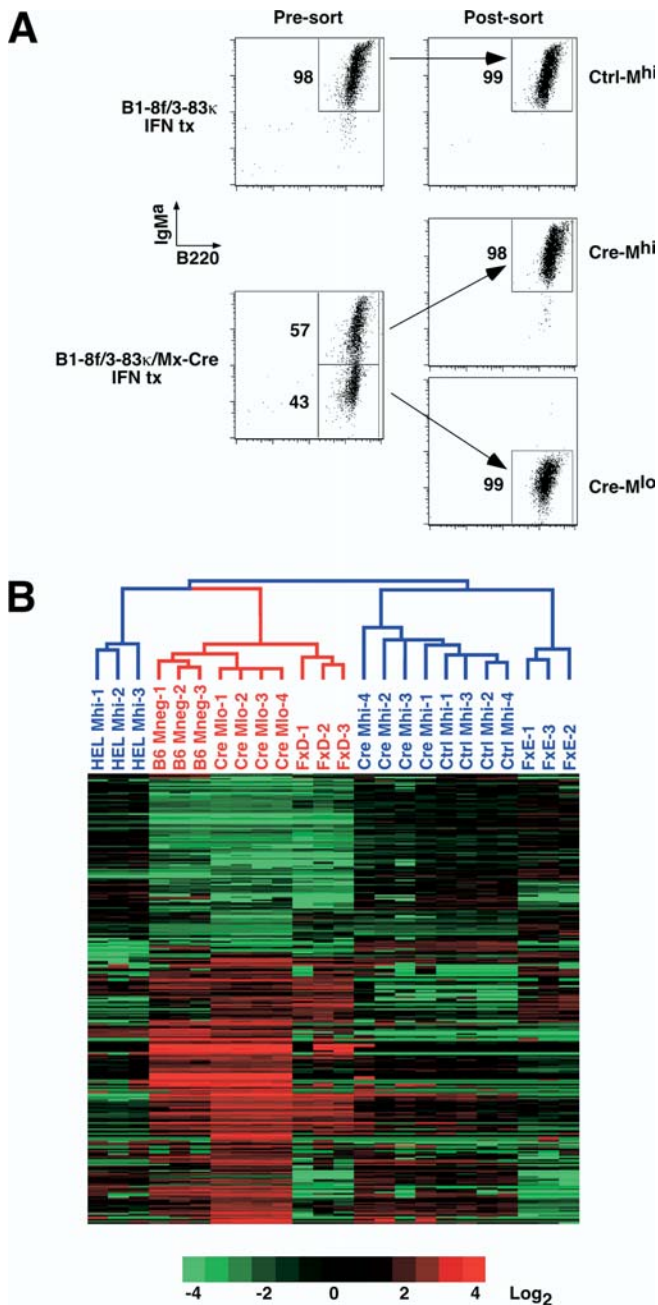 A
Pre-sort
Post-sort
98
99
Ctrl-Mhi
B1-8f/3-83κ
IFN tx
IgMa
B220
98
Cre-Mhi
57
B1-8f/3-83κ/Mx-Cre
IFN tx
43
99
Cre-Mlo
B
HEL Mhi-1
HEL Mhi-2
HEL Mhi-3
B6 Mneg-1
B6 Mneg-2
B6 Mneg-3
Cre Mlo-1
Cre Mlo-2
Cre Mlo-3
Cre Mlo-4
FxD-1
FxD-2
FxD-3
Cre Mhi-4
Cre Mhi-2
Cre Mhi-3
Cre Mhi-1
Ctrl Mhi-1
Ctrl Mhi-3
Ctrl Mhi-2
Ctrl Mhi-4
FxE-1
FxE-3
FxE-2
-4 -2 0 2 4 Log2